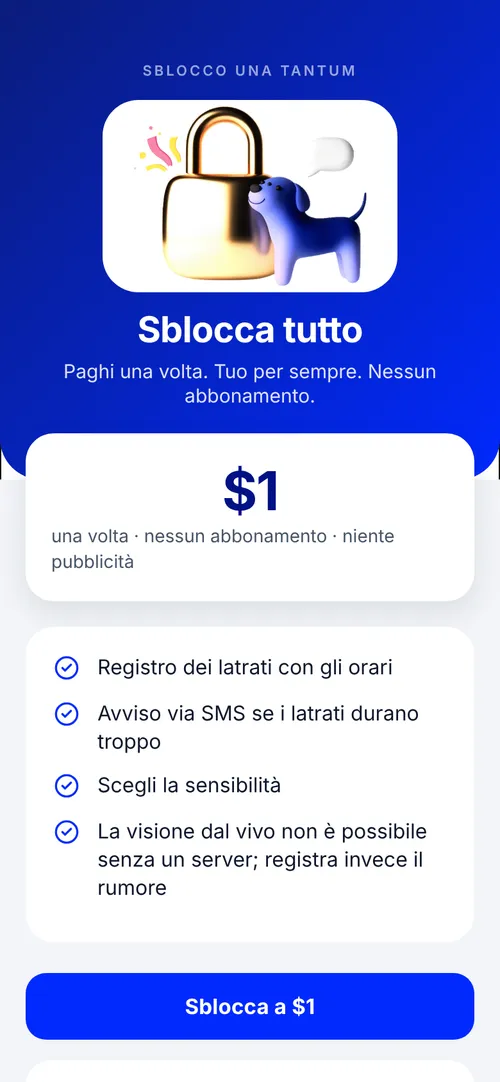 SBLOCCO UNA TANTUM
Sblocca tutto
Paghi una volta. Tuo per sempre. Nessun
abbonamento.
$1
una volta · nessun abbonamento · niente
pubblicità
Registro dei latrati con gli orari
Avviso via SMS se i latrati durano
troppo
Scegli la sensibilità
La visione dal vivo non è possibile
senza un server; registra invece il
rumore
Sblocca a $1